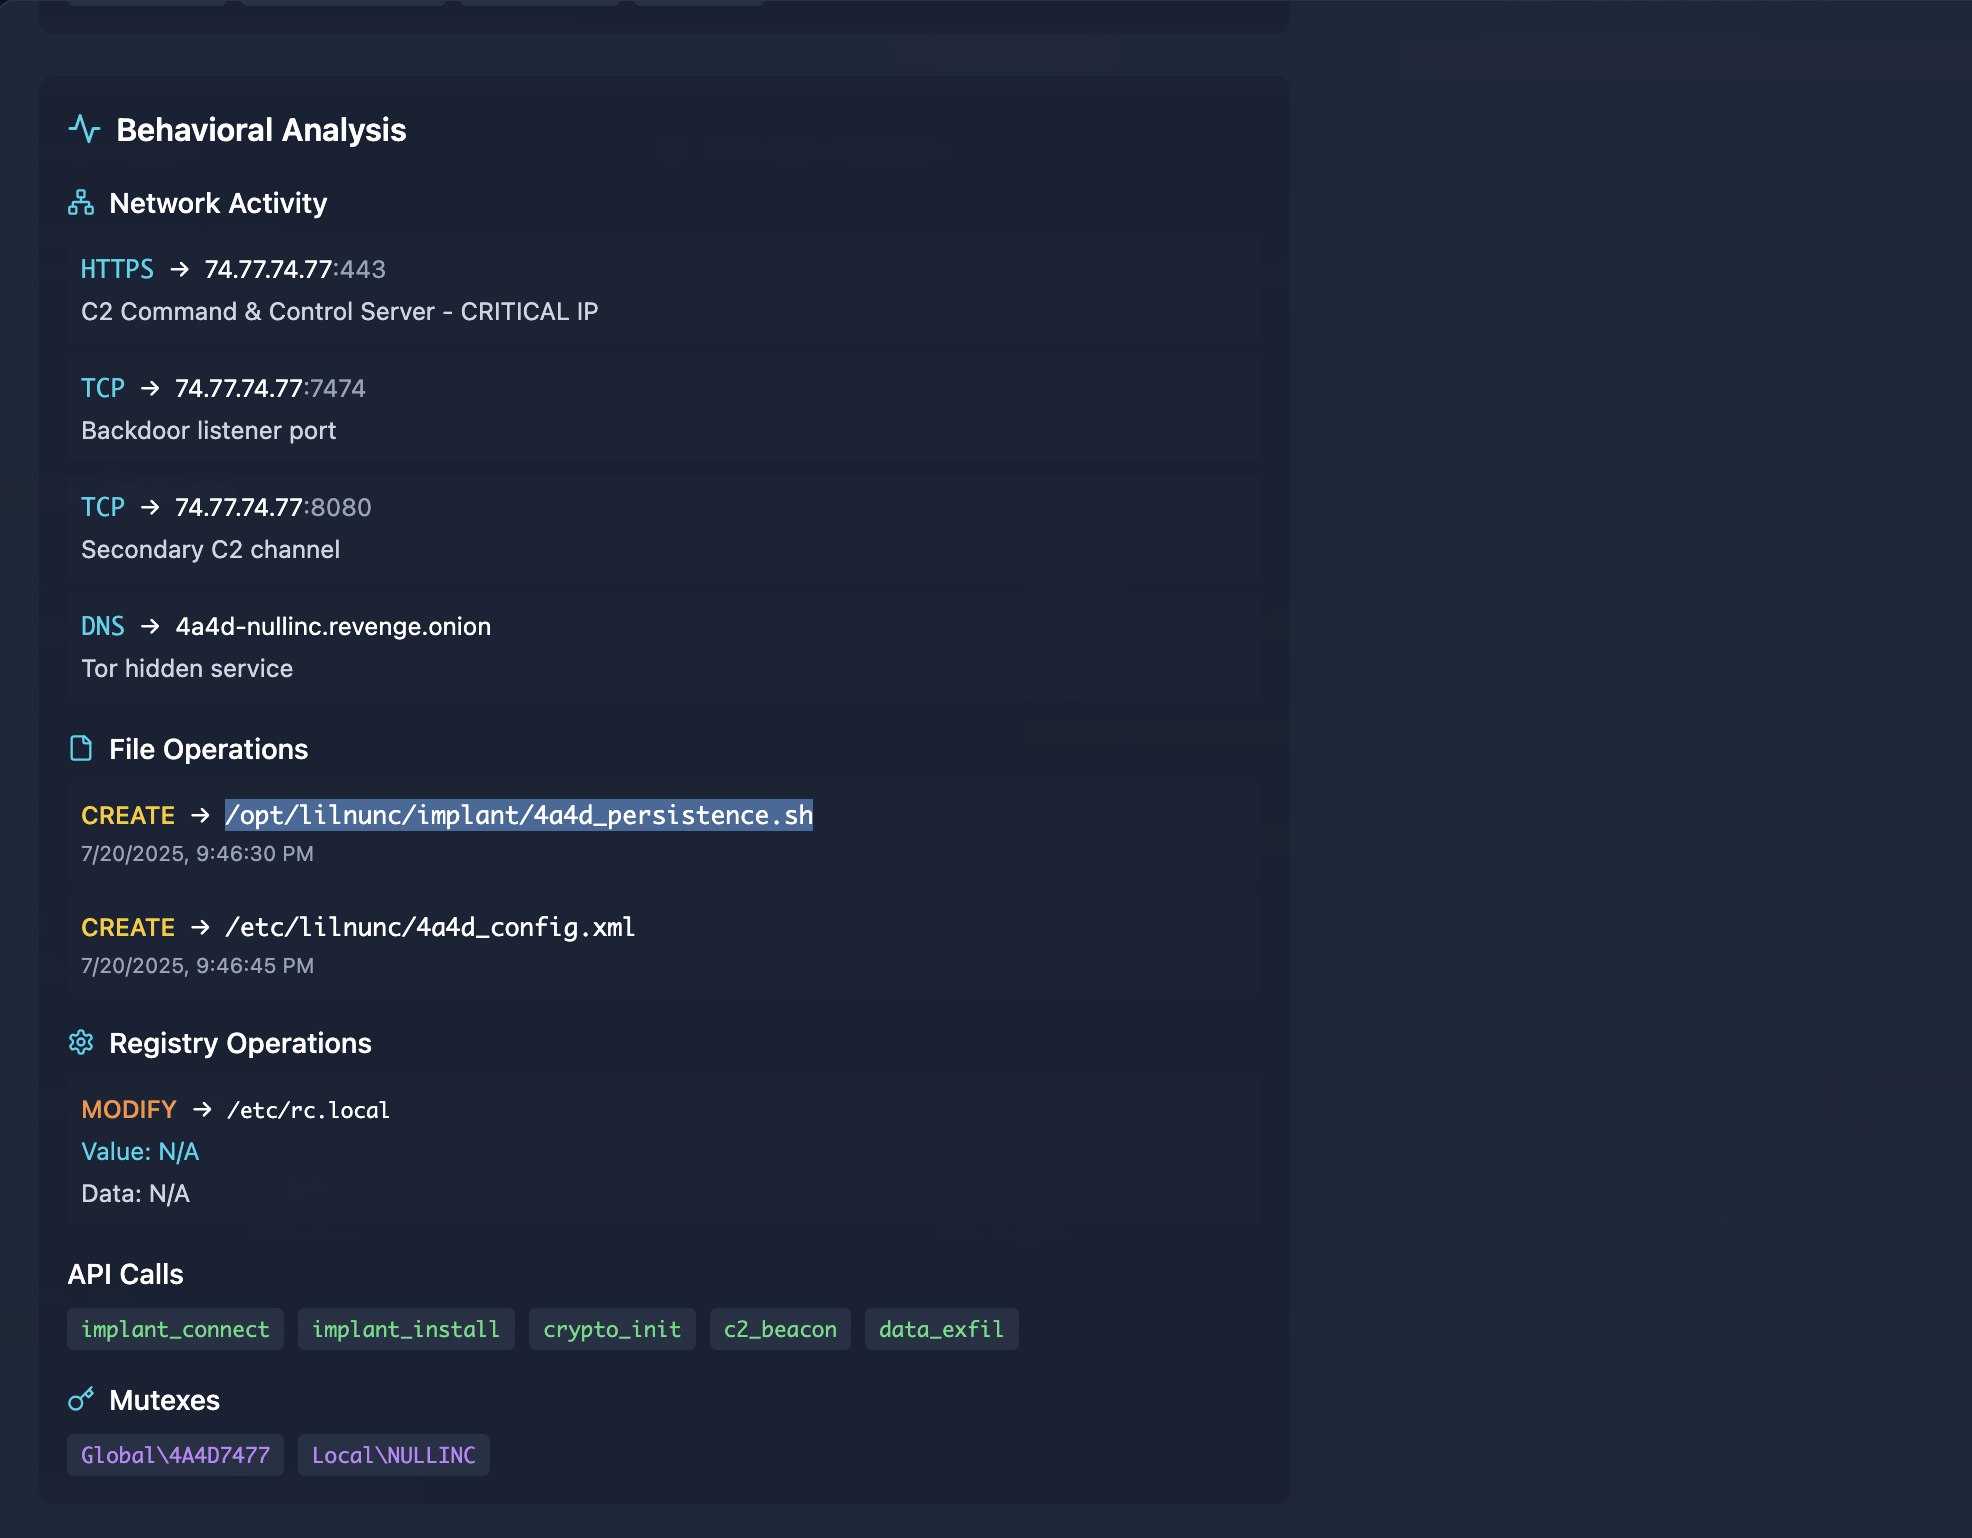 Behavioral Analysis
Network Activity
HTTPS → 74.77.74.77:443
C2 Command & Control Server - CRITICAL IP
TCP → 74.77.74.77:7474
Backdoor listener port
TCP → 74.77.74.77:8080
Secondary C2 channel
DNS → 4a4d-nullinc.revenge.onion
Tor hidden service
File Operations
CREATE → /opt/lilnunc/implant/4a4d_persistence.sh
7/20/2025, 9:46:30 PM
CREATE → /etc/lilnunc/4a4d_config.xml
7/20/2025, 9:46:45 PM
Registry Operations
MODIFY → /etc/rc.local
Value: N/A
Data: N/A
API Calls
implant_connect implant_install crypto_init c2_beacon data_exfil
Mutexes
Global\4A4D7477 Local\NULLINC